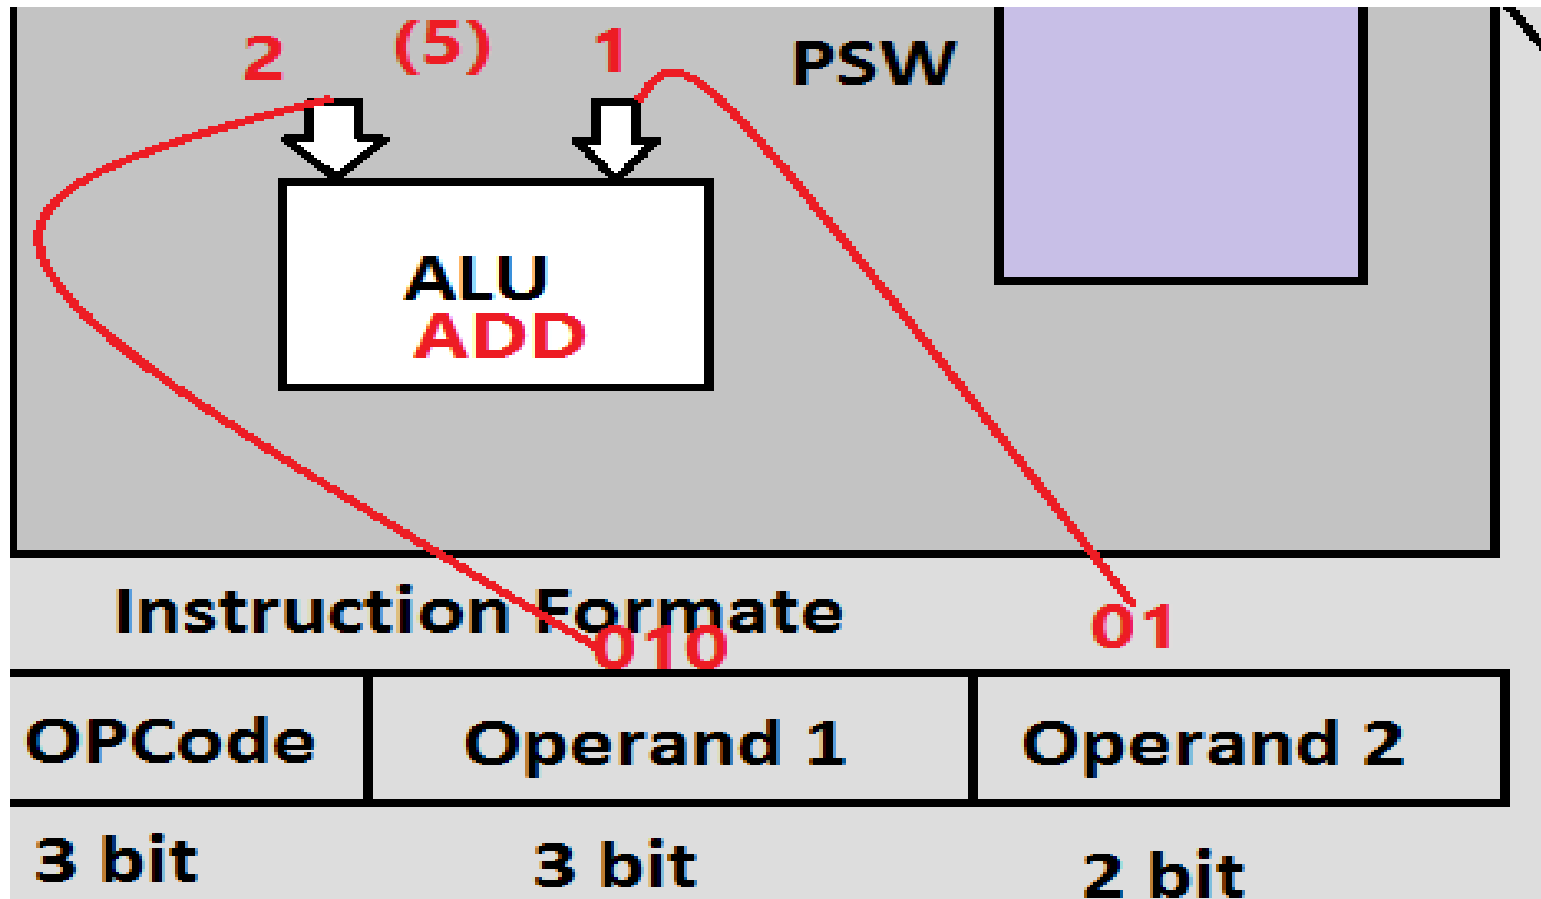 2 (5) 1 PSW
ALU
ADD
Instruction Formate
010 01
OPCode Operand 1 Operand 2
3 bit 3 bit 2 bit